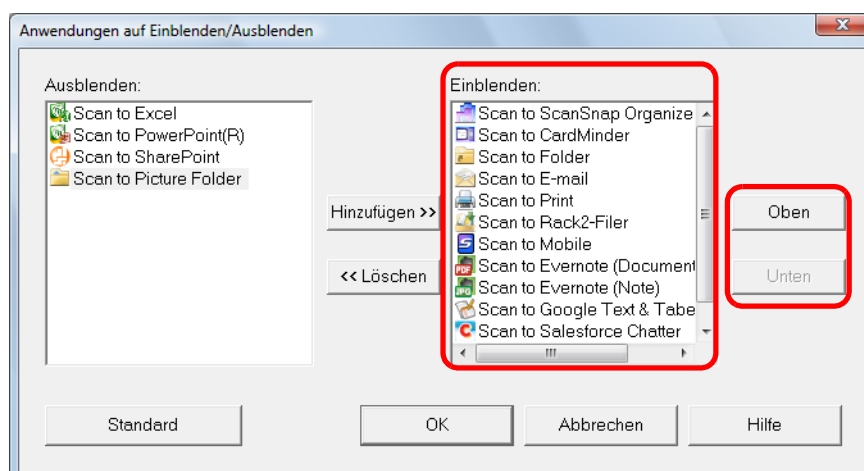 Anwendungen auf Einblenden/Ausblenden
Ausblenden:
Scan to Excel
Scan to PowerPoint(R)
Scan to SharePoint
Scan to Picture Folder
Hinzufügen >>
<< Löschen
Einblenden:
Scan to ScanSnap Organize
Scan to CardMinder
Scan to Folder
Scan to E-mail
Scan to Print
Scan to Rack2-Filer
Scan to Mobile
Scan to Evernote (Document
Scan to Evernote (Note)
Scan to Google Text & Tabe
Scan to Salesforce Chatter
Oben
Unten
Standard
OK
Abbrechen
Hilfe